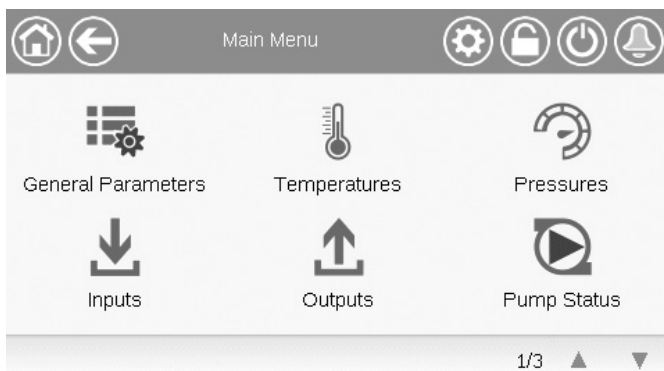 Main Menu
General Parameters
Temperatures
Pressures
Inputs
Outputs
Pump Status
1/3